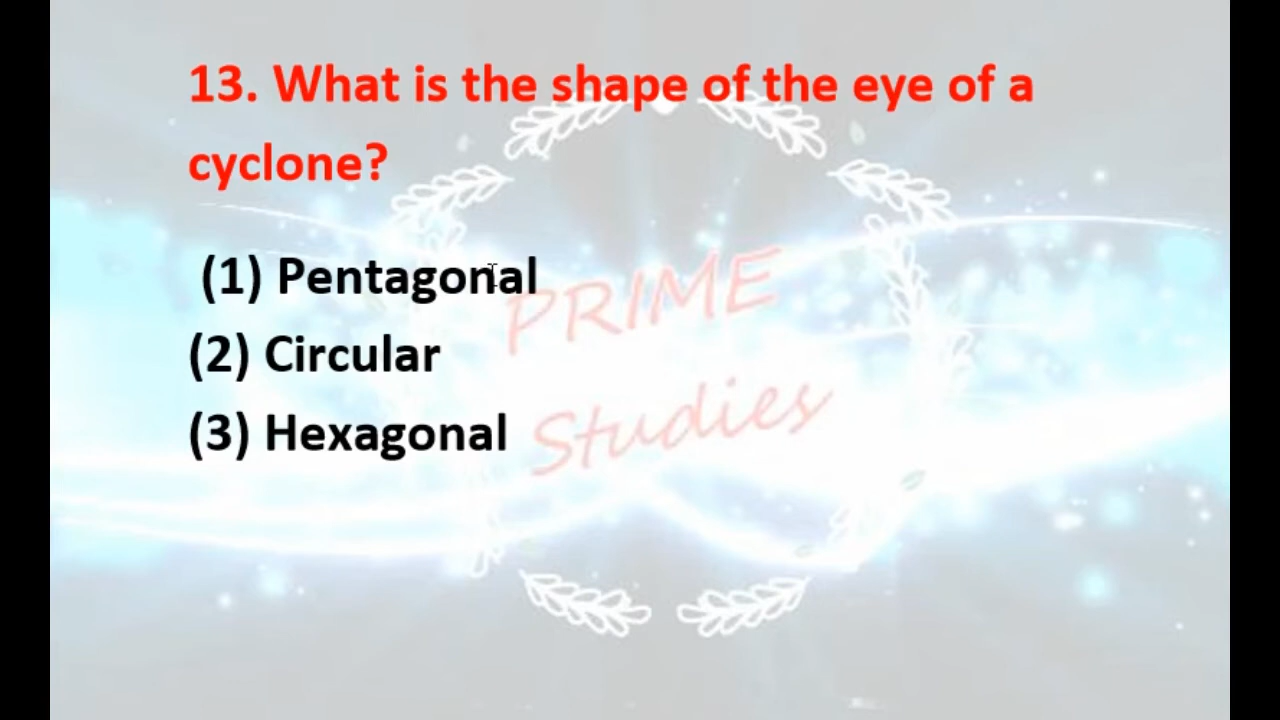 13. What is the shape of the eye of a
cyclone?
(1) Pentagonal
(2) Circular
(3) Hexagonal
PRIME
Studies